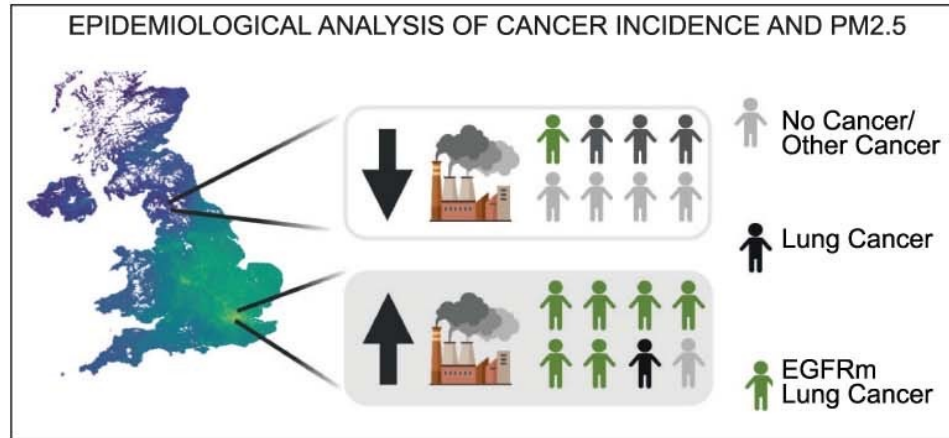 EPIDEMIOLOGICAL ANALYSIS OF CANCER INCIDENCE AND PM2.5
No Cancer/
Other Cancer
Lung Cancer
EGFRm
Lung Cancer